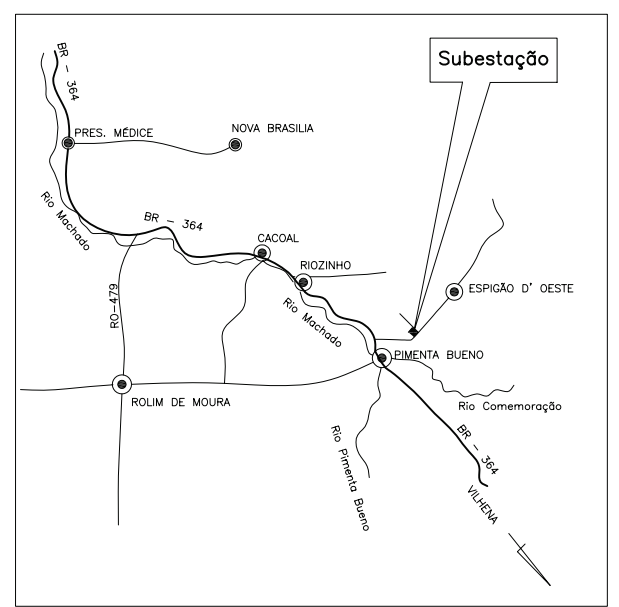 BR - 364
Subestação
PRES. MÉDICE
NOVA BRASILIA
Rio Machado
BR - 364
CACOAL
RIOZINHO
ESPIGÃO D' OESTE
RO-479
Rio Machado
PIMENTA BUENO
ROLIM DE MOURA
Rio Comemoração
Rio Pimenta Bueno
BR - 364
VILHENA